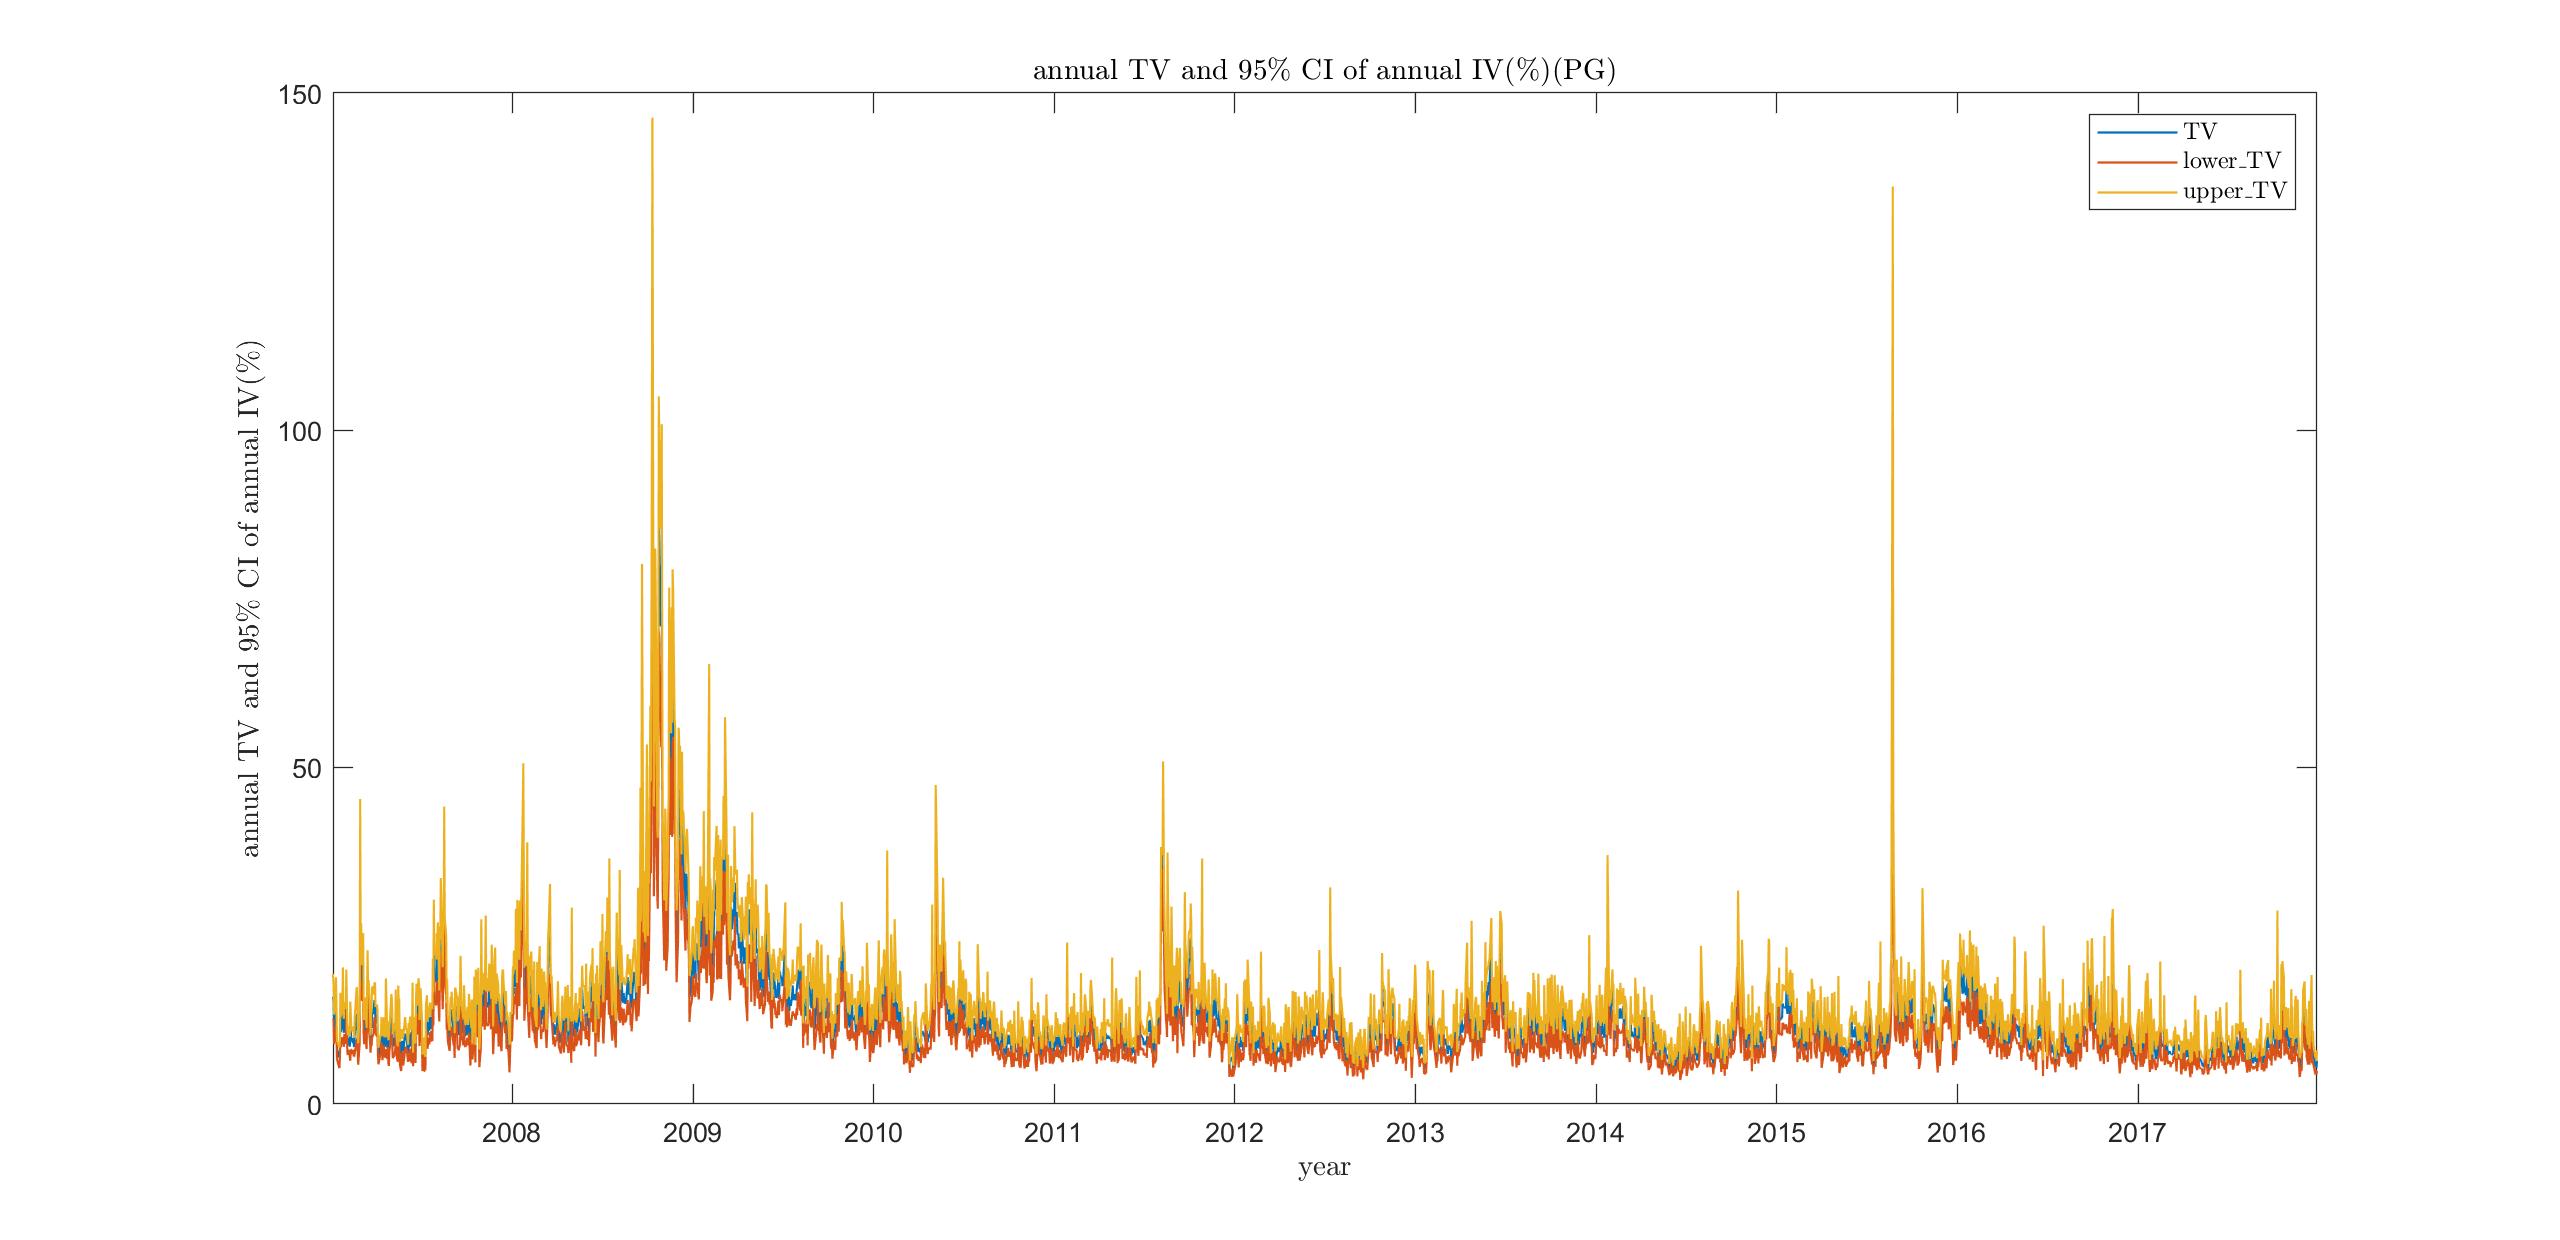 annual TV and 95% CI of annual IV(%)(PG)
150
100
50
0
annual TV and 95% CI of annual IV(%)
TV
lower_TV
upper_TV
2008 2009 2010 2011 2012 2013 2014 2015 2016 2017
year